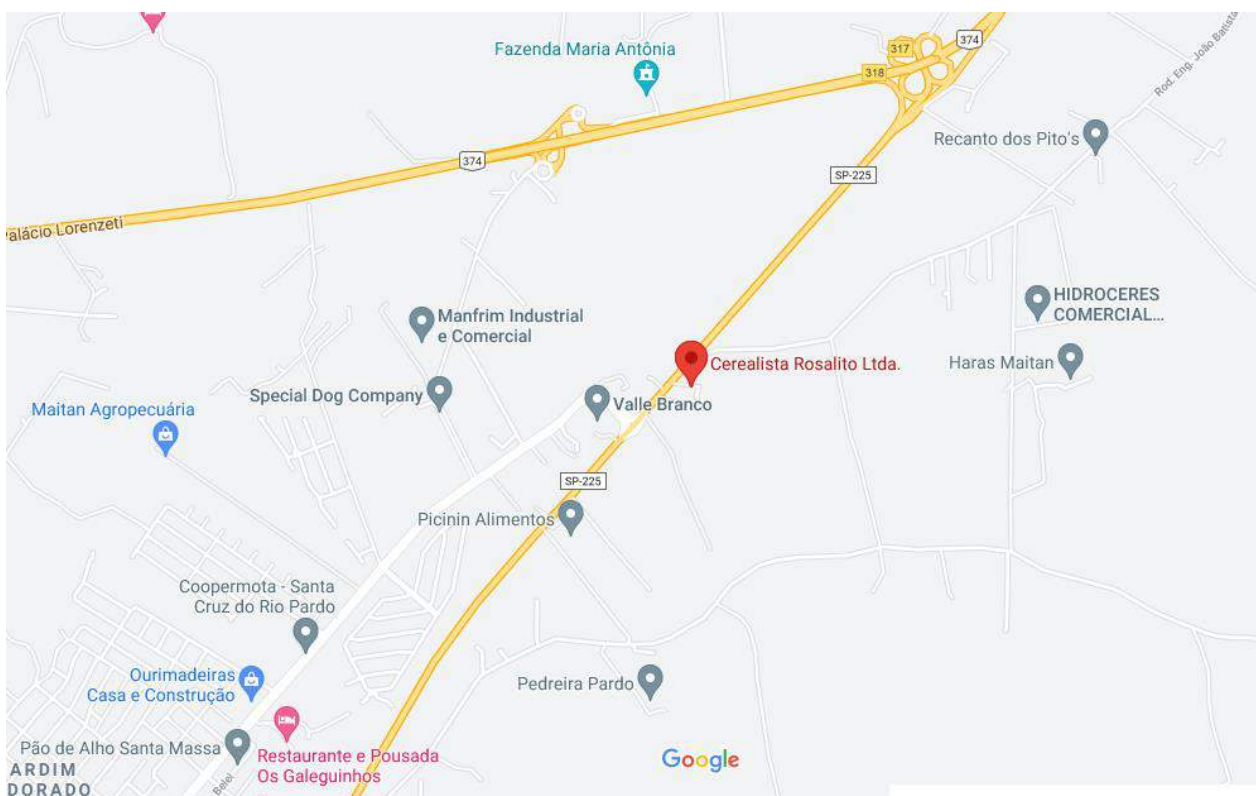 Fazenda Maria Antônia
317
374
318
Rod. Eng. João Batista
Recanto dos Pito's
374
SP-225
alácio Lorenzeti
HIDROCERES
COMERCIAL...
Manfrim Industrial
e Comercial
Cerealista Rosalito Ltda.
Haras Maitan
Special Dog Company
Valle Branco
Maitan Agropecuária
SP-225
Picinin Alimentos
Coopermota - Santa
Cruz do Rio Pardo
Ourimadeiras
Casa e Construção
Pedreira Pardo
Pão de Alho Santa Massa
Restaurante e Pousada
Os Galeguinhos
Google
ARDIM
DORADO
Belei